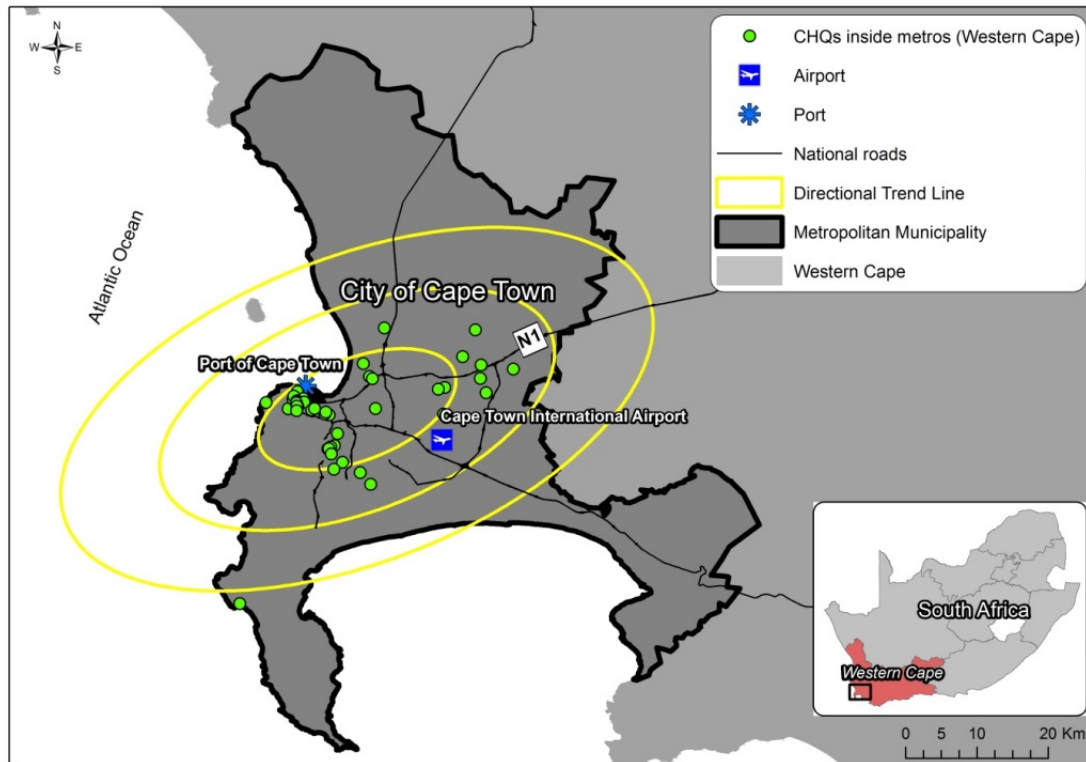 N
W E
S
CHQs inside metros (Western Cape)
Airport
Port
National roads
Directional Trend Line
Metropolitan Municipality
Western Cape
Atlantic Ocean
City of Cape Town
N1
Port of Cape Town
Cape Town International Airport
South Africa
Western Cape
0 5 10 20 Km